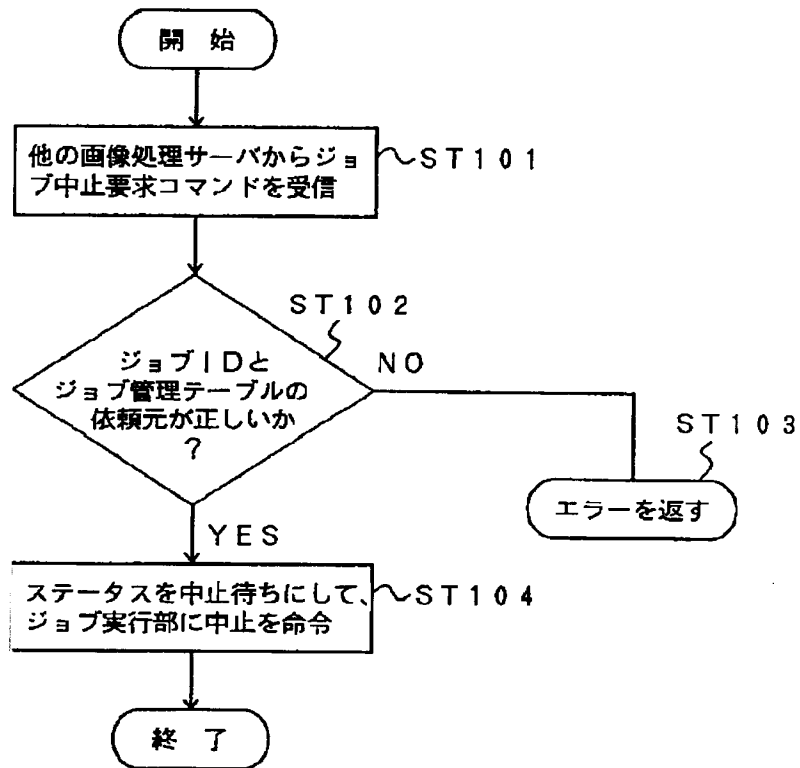 開 始
他の画像処理サーバからジョ
ブ中止要求コマンドを受信
ST101
ST102
ジョブIDと
ジョブ管理テーブルの
依頼元が正しいか
?
NO
ST103
エラーを返す
YES
ステータスを中止待ちにして、
ジョブ実行部に中止を命令
ST104
終 了